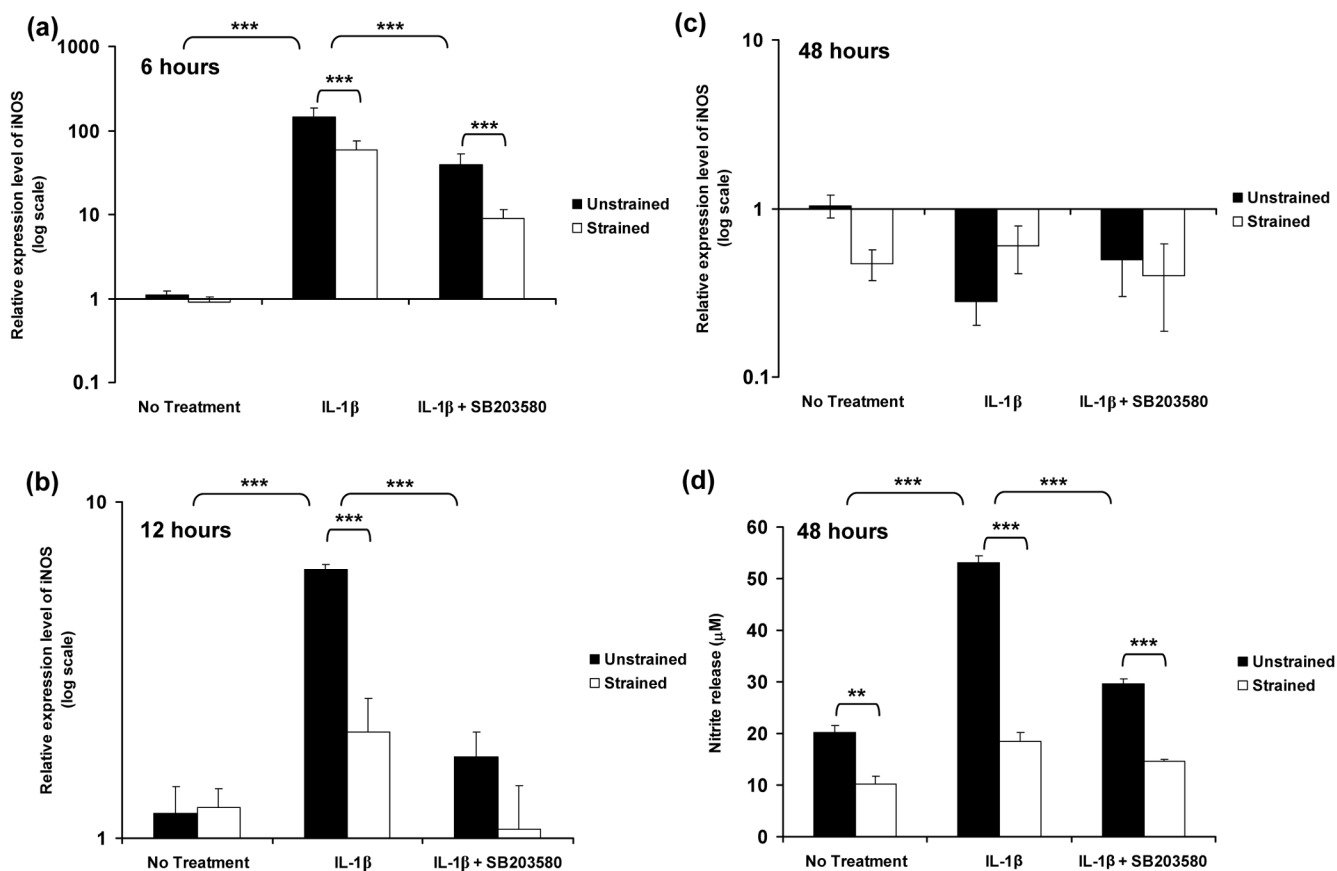 (a)
***
***
1000
6 hours
***
***
100
10
1
0.1
Relative expression level of iNOS
(log scale)
Unstrained
Strained
No Treatment
IL-1β
IL-1β + SB203580
(c)
10
48 hours
1
0.1
Relative expression level of iNOS
(log scale)
Unstrained
Strained
No Treatment
IL-1β
IL-1β + SB203580
(b)
***
***
10
12 hours
***
1
Relative expression level of iNOS
(log scale)
Unstrained
Strained
No Treatment
IL-1β
IL-1β + SB203580
(d)
***
***
60
48 hours
***
50
40
***
30
**
20
10
0
Nitrite release (μM)
Unstrained
Strained
No Treatment
IL-1β
IL-1β + SB203580